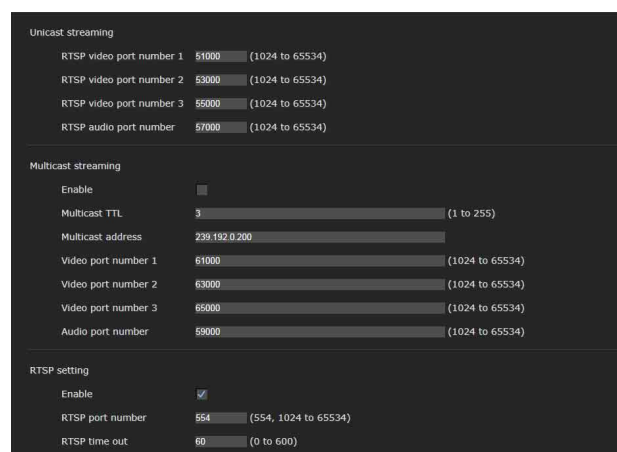 Unicast streaming
RTSP video port number 1 51000 (1024 to 65534)
RTSP video port number 2 53000 (1024 to 65534)
RTSP video port number 3 55000 (1024 to 65534)
RTSP audio port number 57000 (1024 to 65534)
Multicast streaming
Enable
Multicast TTL 3 (1 to 255)
Multicast address 239.192.0.200
Video port number 1 61000 (1024 to 65534)
Video port number 2 63000 (1024 to 65534)
Video port number 3 65000 (1024 to 65534)
Audio port number 59000 (1024 to 65534)
RTSP setting
Enable
RTSP port number 554 (554, 1024 to 65534)
RTSP time out 60 (0 to 600)